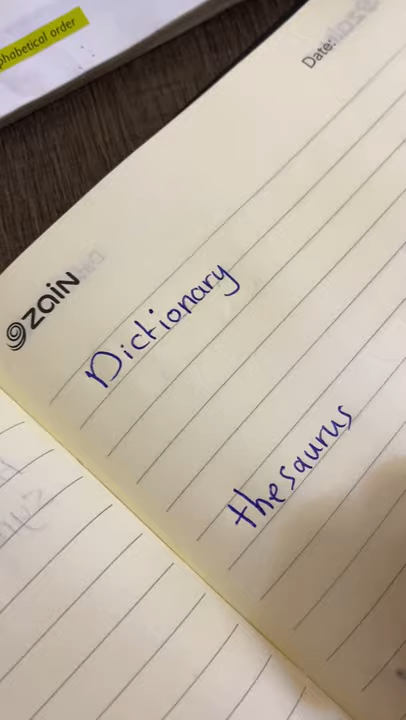 phabetical order
Date:
zain
Dictionary
thesaurus